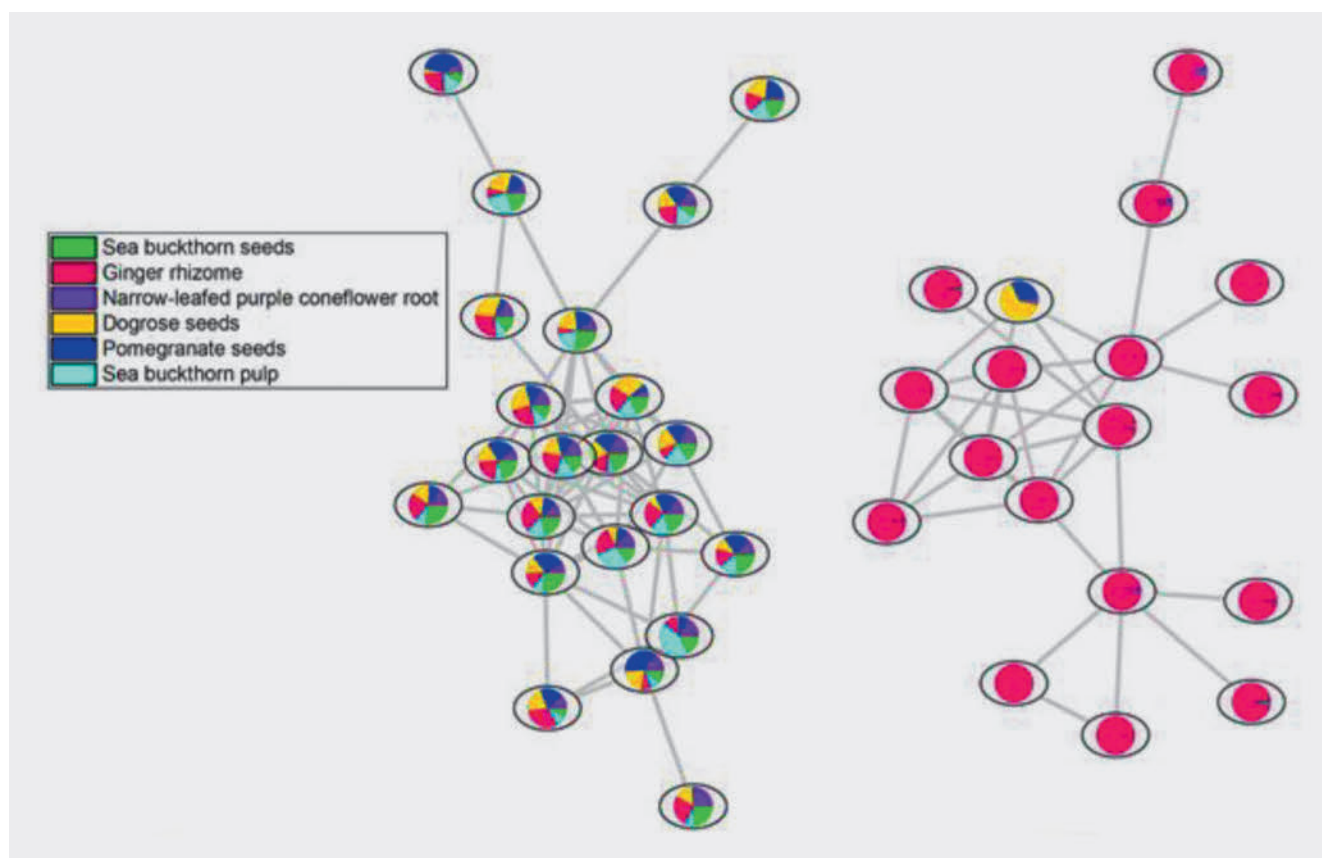 Sea buckthorn seeds
Ginger rhizome
Narrow-leafed purple coneflower root
Dogrose seeds
Pomegranate seeds
Sea buckthorn pulp